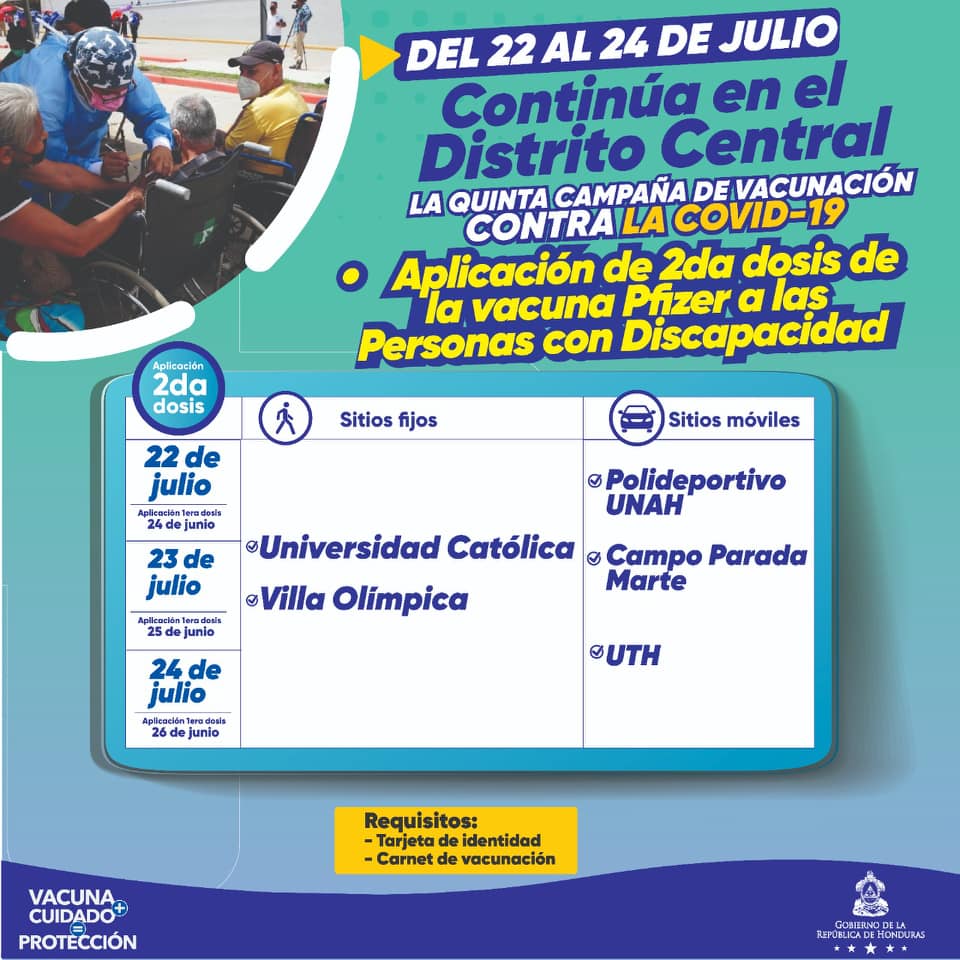 DEL 22 AL 24 DE JULIO
Continúa en el
Distrito Central
LA QUINTA CAMPAÑA DE VACUNACIÓN
CONTRA LA COVID-19
• Aplicación de 2da dosis de
la vacuna Pfizer a las
Personas con Discapacidad
Aplicación
2da
dosis
Sitios fijos
Sitios móviles
22 de
julio
Aplicación 1era dosis
24 de junio
23 de
julio
Aplicación 1era dosis
25 de junio
24 de
julio
Aplicación 1era dosis
26 de junio
Universidad Católica
Villa Olímpica
Polideportivo
UNAH
Campo Parada
Marte
UTH
Requisitos:
- Tarjeta de identidad
- Carnet de vacunación
VACUNA
+
CUIDADO
=
PROTECCIÓN
GOBIERNO DE LA
REPÚBLICA DE HONDURAS